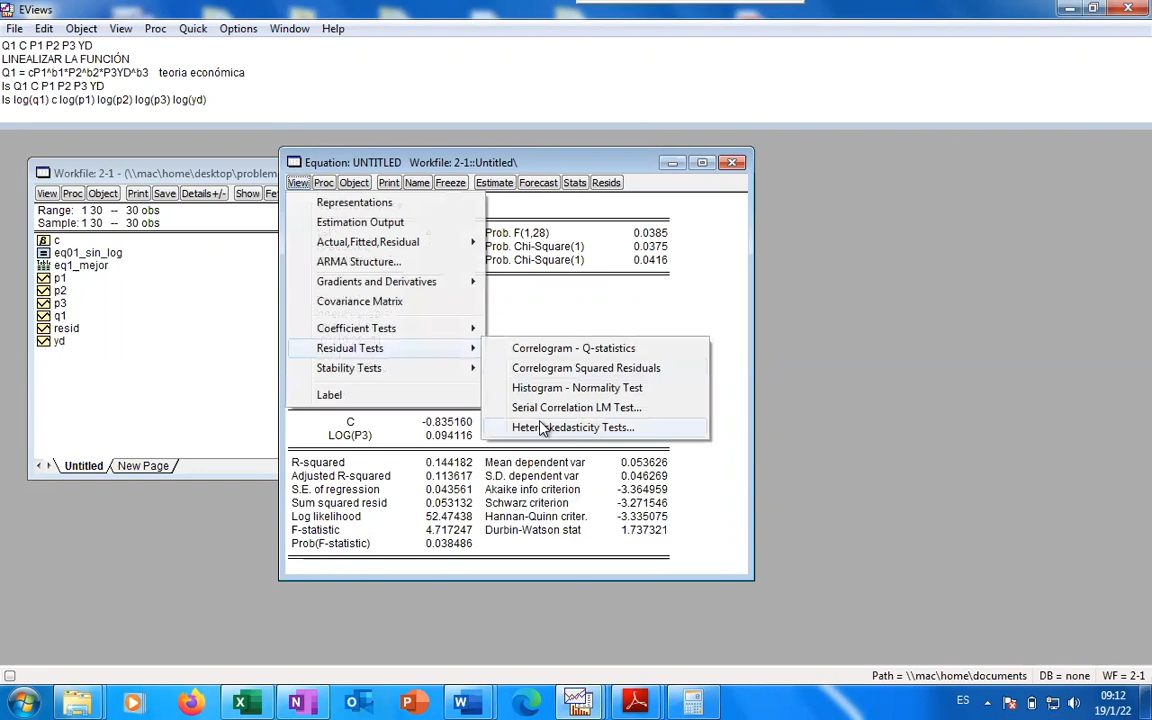 EViews
File Edit Object View Proc Quick Options Window Help
Q1 C P1 P2 P3 YD
LINEALIZAR LA FUNCIÓN
Q1 = cP1^b1*P2^b2*P3YD^b3 teoria económica
ls Q1 C P1 P2 P3 YD
ls log(q1) c log(p1) log(p2) log(p3) log(yd)
Workfile: 2-1 - (\\mac\home\desktop\problema
View Proc Object Print Save Details+/- Show Fe
Range: 1 30 -- 30 obs
Sample: 1 30 -- 30 obs
c
eq01_sin_log
eq1_mejor
p1
p2
p3
q1
resid
yd
Untitled New Page
Equation: UNTITLED Workfile: 2-1::Untitled\
View Proc Object Print Name Freeze Estimate Forecast Stats Resids
Representations
Estimation Output
Actual,Fitted,Residual
ARMA Structure...
Gradients and Derivatives
Covariance Matrix
Coefficient Tests
Residual Tests
Stability Tests
Label
Correlogram - Q-statistics
Correlogram Squared Residuals
Histogram - Normality Test
Serial Correlation LM Test...
Heteroskedasticity Tests...
Prob. F(1,28) 0.0385
Prob. Chi-Square(1) 0.0375
Prob. Chi-Square(1) 0.0416
C -0.835160
LOG(P3) 0.094116
R-squared 0.144182 Mean dependent var 0.053626
Adjusted R-squared 0.113617 S.D. dependent var 0.046269
S.E. of regression 0.043561 Akaike info criterion -3.364959
Sum squared resid 0.053132 Schwarz criterion -3.271546
Log likelihood 52.47438 Hannan-Quinn criter. -3.335075
F-statistic 4.717247 Durbin-Watson stat 1.737321
Prob(F-statistic) 0.038486
Path = \\mac\home\documents DB = none WF = 2-1
ES
09:12
19/1/22